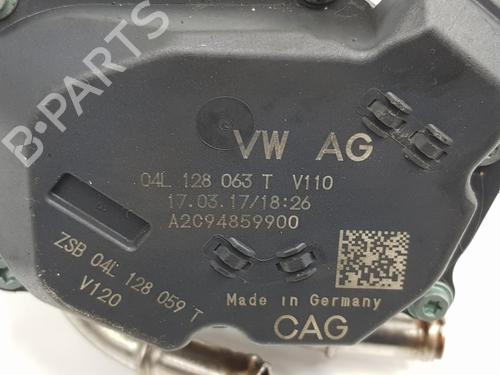 VW AG
04L 128 063 T V110
17.03.17/18:26
A2C94859900
ZSB 04L 128 059 T
V120
Made in Germany
CAG
B-PARTS